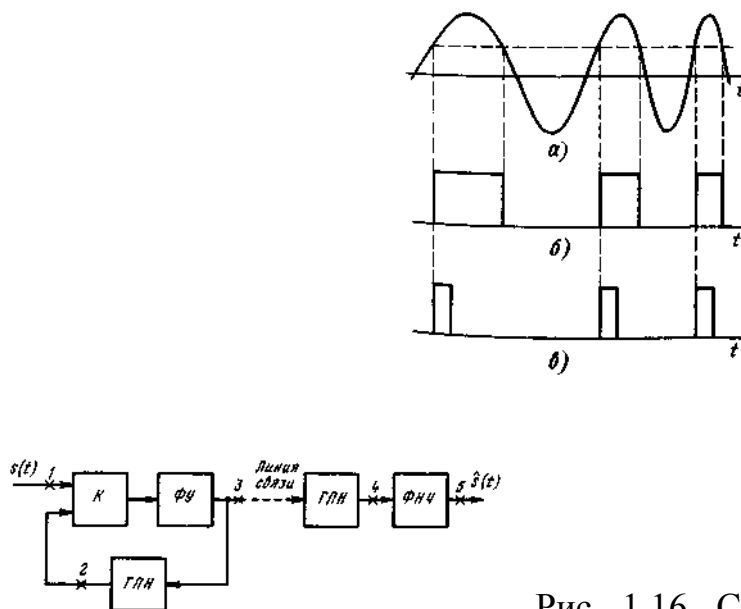 t
а)
б)
t
в)
t
s(t)
1
К
ФУ
3
Линия
связи
ГПН
4
ФНЧ
5
ŝ(t)
2
ГПН
Рис. 1.16. С